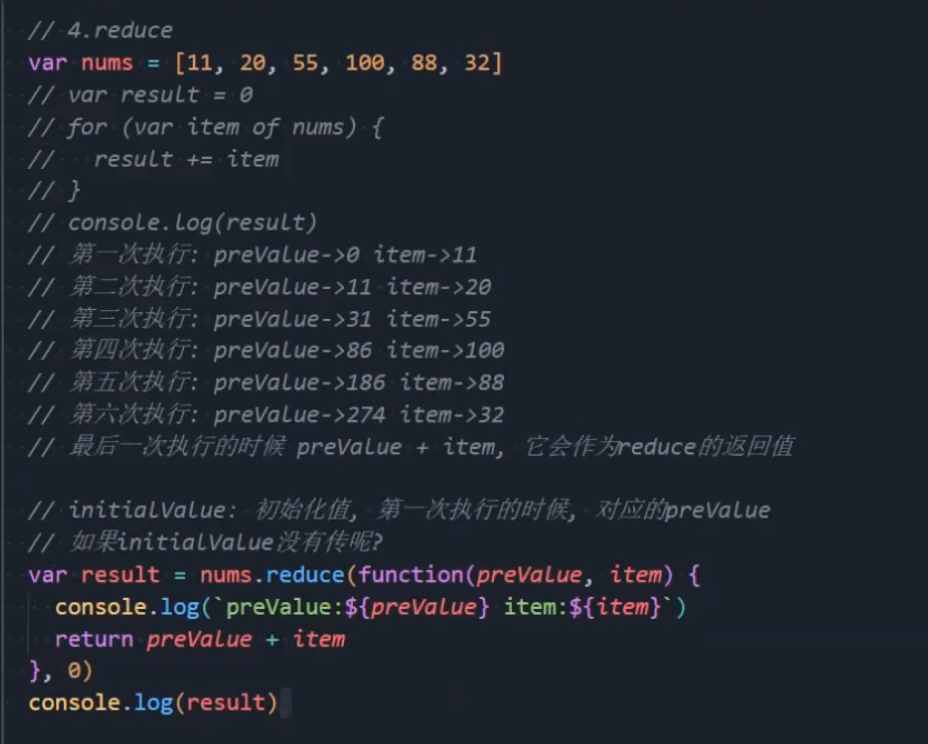 // 4.reduce
var nums = [11, 20, 55, 100, 88, 32]
// var result = 0
// for (var item of nums) {
//   result += item
// }
// console.log(result)
// 第一次执行: preValue->0 item->11
// 第二次执行: preValue->11 item->20
// 第三次执行: preValue->31 item->55
// 第四次执行: preValue->86 item->100
// 第五次执行: preValue->186 item->88
// 第六次执行: preValue->274 item->32
// 最后一次执行的时候 preValue + item, 它会作为reduce的返回值

// initialValue: 初始化值, 第一次执行的时候, 对应的preValue
// 如果initialValue没有传呢?
var result = nums.reduce(function(preValue, item) {
  console.log(`preValue:${preValue} item:${item}`)
  return preValue + item
}, 0)
console.log(result)